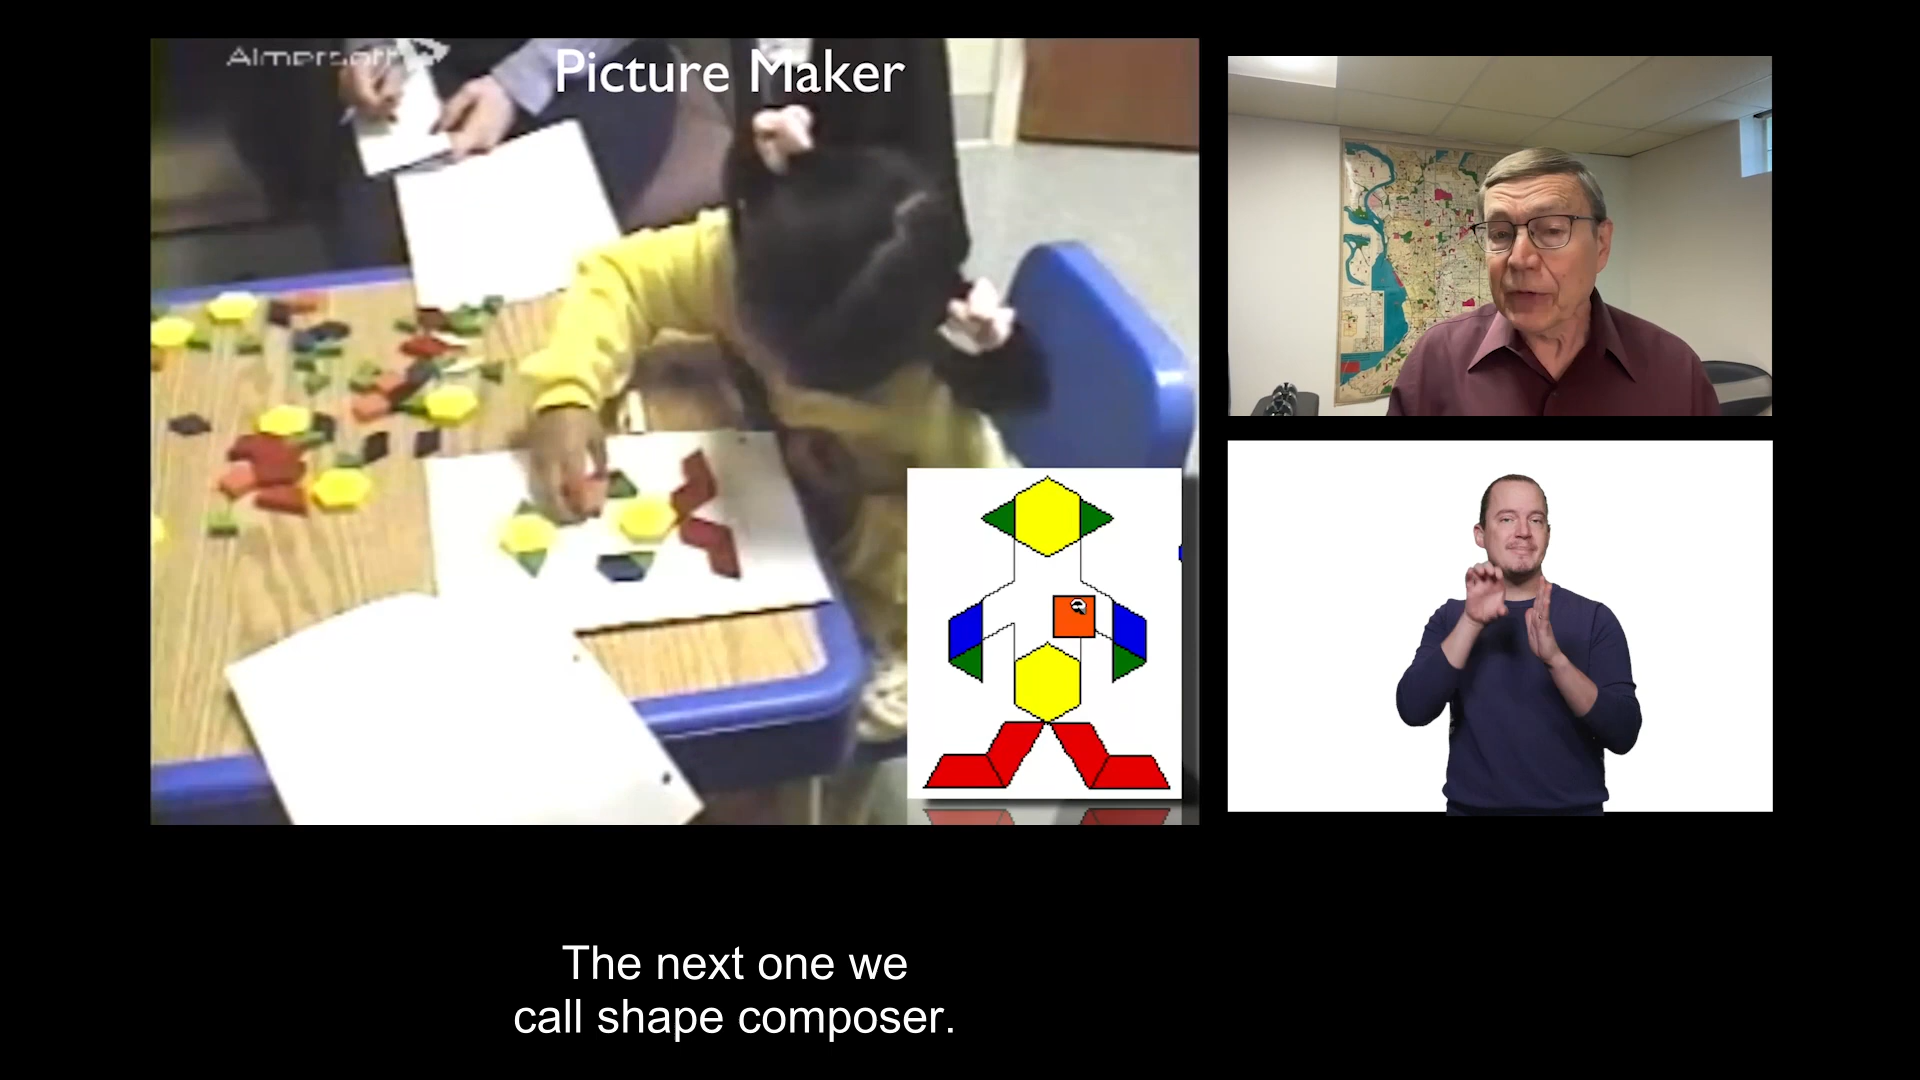 Picture Maker
The next one we
call shape composer.